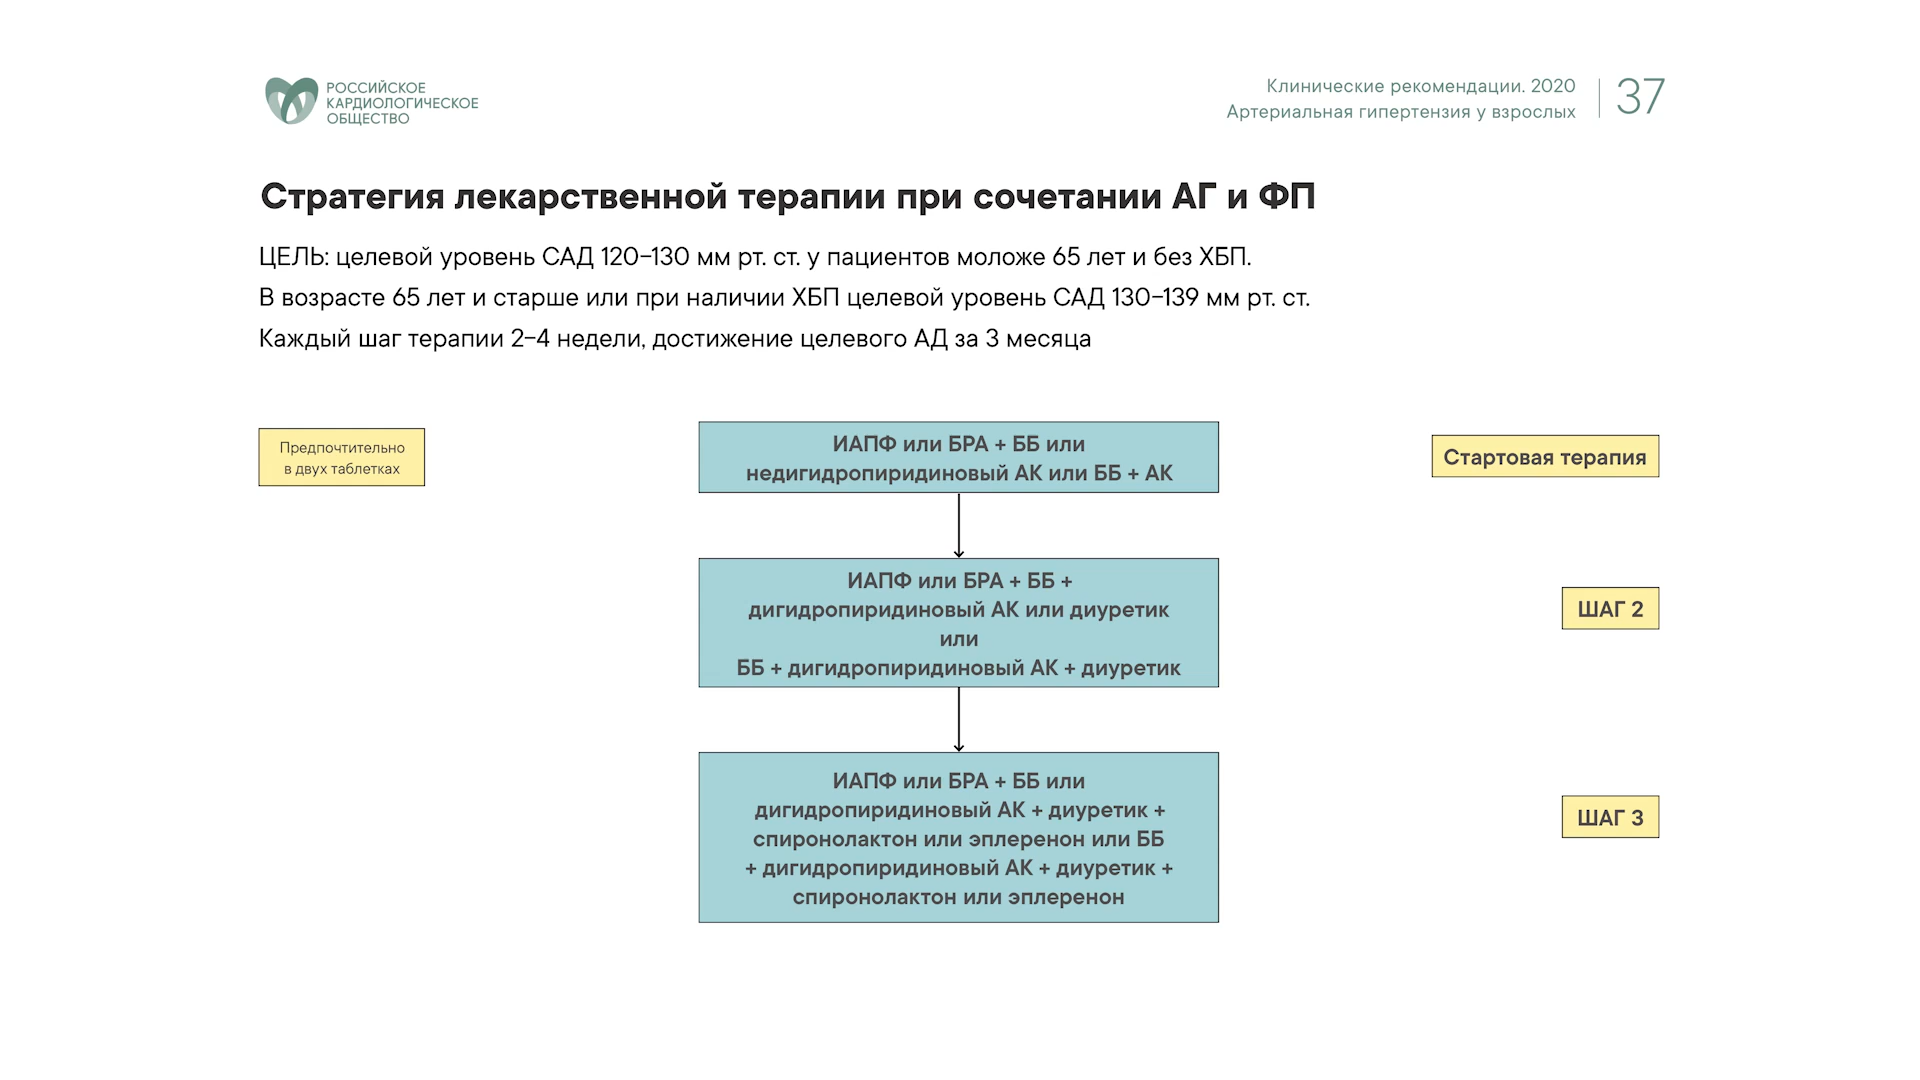 РОССИЙСКОЕ
КАРДИОЛОГИЧЕСКОЕ
ОБЩЕСТВО
Клинические рекомендации. 2020
Артериальная гипертензия у взрослых
37
Стратегия лекарственной терапии при сочетании АГ и ФП
ЦЕЛЬ: целевой уровень САД 120–130 мм рт. ст. у пациентов моложе 65 лет и без ХБП.
В возрасте 65 лет и старше или при наличии ХБП целевой уровень САД 130–139 мм рт. ст.
Каждый шаг терапии 2–4 недели, достижение целевого АД за 3 месяца
Предпочтительно
в двух таблетках
ИАПФ или БРА + ББ или
недигидропиридиновый АК или ББ + АК
Стартовая терапия
ИАПФ или БРА + ББ +
дигидропиридиновый АК или диуретик
или
ББ + дигидропиридиновый АК + диуретик
ШАГ 2
ИАПФ или БРА + ББ или
дигидропиридиновый АК + диуретик +
спиронолактон или эплеренон или ББ
+ дигидропиридиновый АК + диуретик +
спиронолактон или эплеренон
ШАГ 3